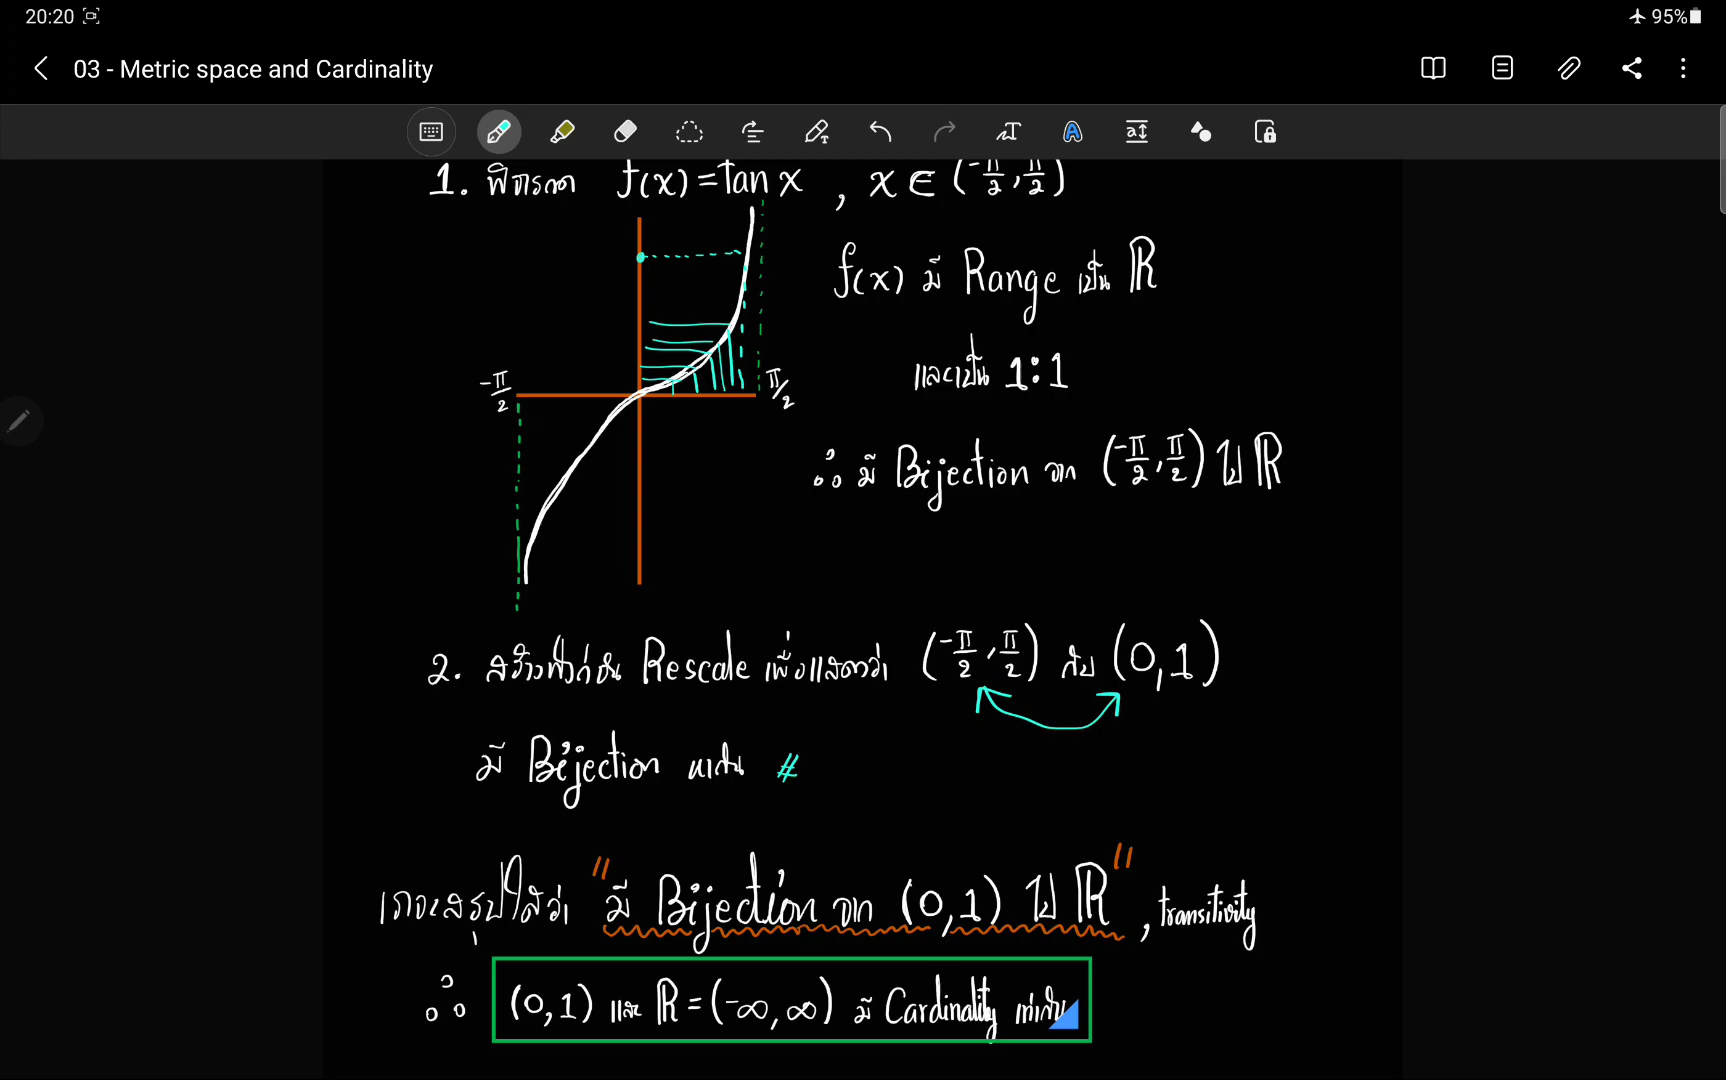 20:20
95%
03 - Metric space and Cardinality
1. พิจารณา f(x) = tan x , x ∈ (-π/2, π/2)
f(x) มี Range เป็น ℝ
และเป็น 1:1
-π/2
π/2
∴ มี Bijection จาก (-π/2, π/2) ไป ℝ
2. สร้างฟังก์ชัน Rescale เพื่อแสดงว่า (-π/2, π/2) กับ (0,1)
มี Bijection แก่กัน #
เราจะสรุปได้ว่า "มี Bijection จาก (0,1) ไป ℝ" , transitivity
∴ (0,1) และ ℝ = (-∞, ∞) มี Cardinality เท่ากัน